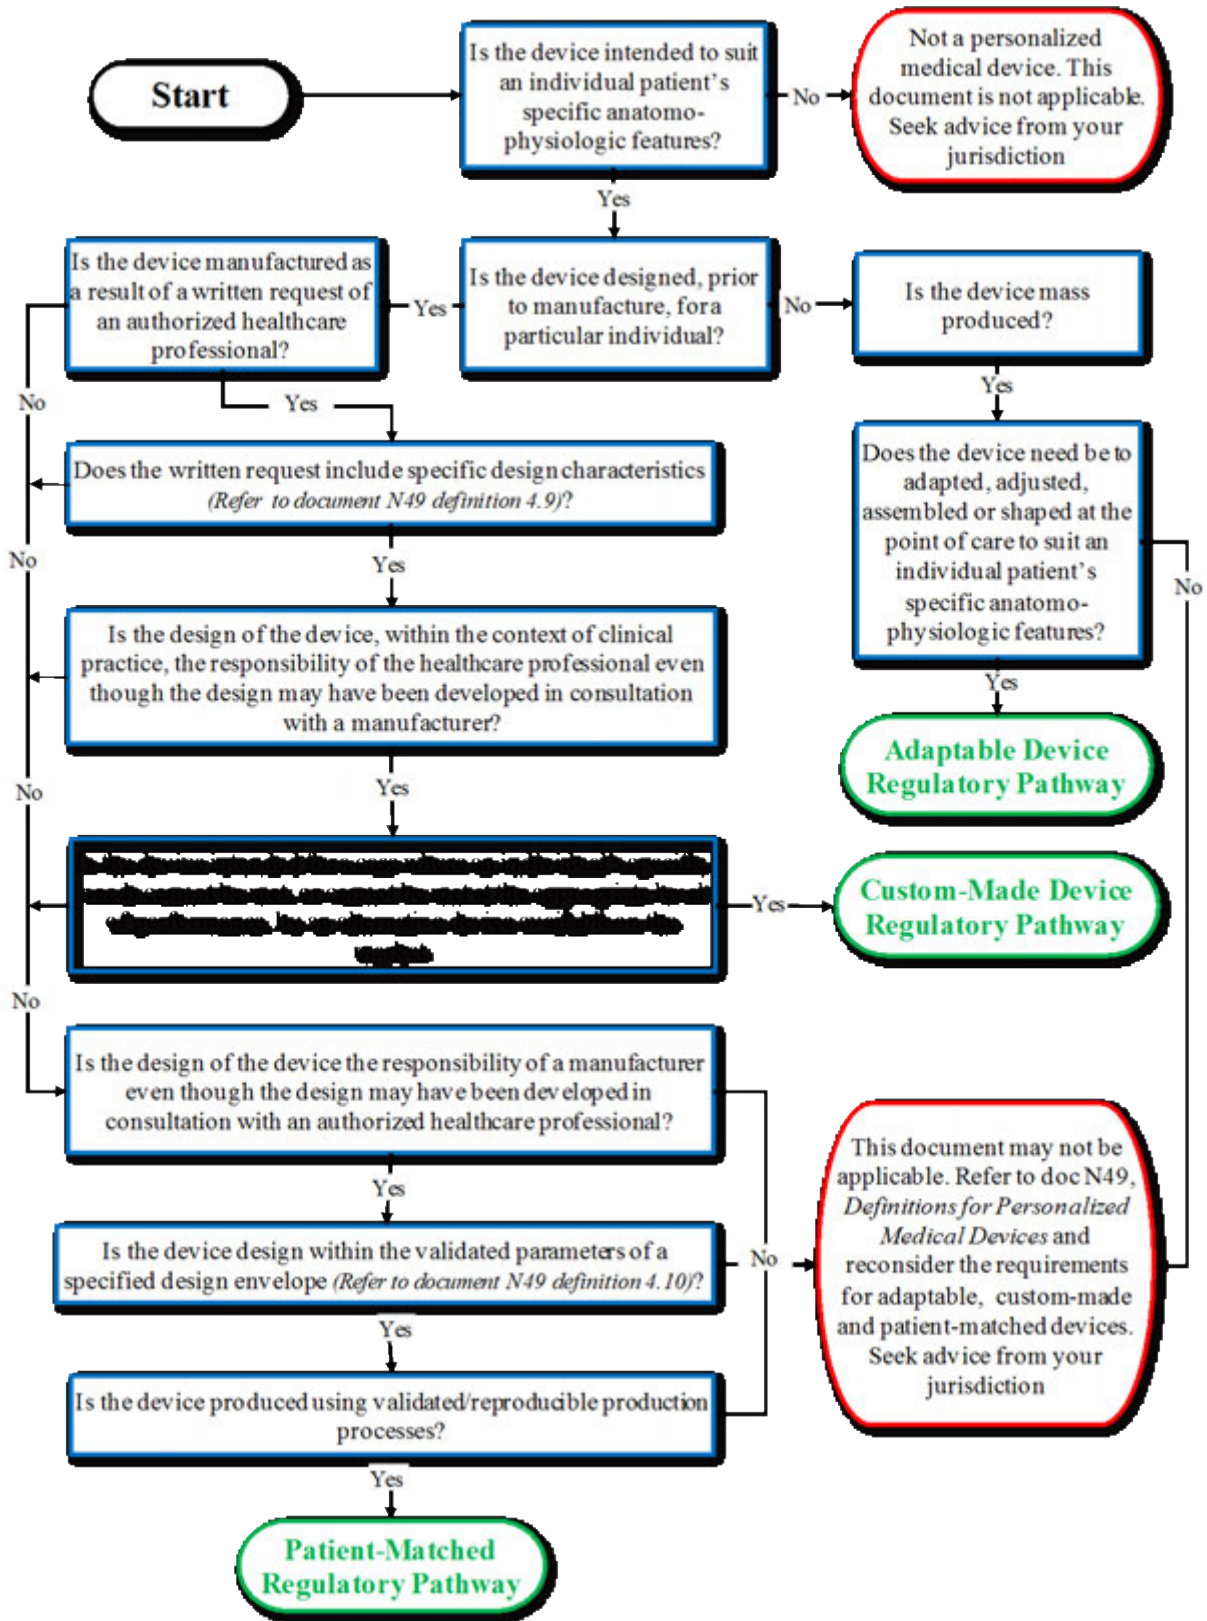 Start
Is the device intended to suit
an individual patient's
specific anatomo-
physiologic features?
No
Not a personalized
medical device. This
document is not applicable.
Seek advice from your
jurisdiction
Yes
Is the device manufactured as
a result of a written request of
an authorized healthcare
professional?
Yes
Is the device designed, prior
to manufacture, for a
particular individual?
No
Is the device mass
produced?
Yes
No
Yes
Does the written request include specific design characteristics
(Refer to document N49 definition 4.9)?
Does the device need be to
adapted, adjusted,
assembled or shaped at the
point of care to suit an
individual patient's
specific anatomo-
physiologic features?
No
No
Yes
Is the design of the device, within the context of clinical
practice, the responsibility of the healthcare professional even
though the design may have been developed in consultation
with a manufacturer?
Yes
Adaptable Device
Regulatory Pathway
No
Yes
Yes
Custom-Made Device
Regulatory Pathway
No
Is the design of the device the responsibility of a manufacturer
even though the design may have been developed in
consultation with an authorized healthcare professional?
Yes
Is the device design within the validated parameters of a
specified design envelope (Refer to document N49 definition 4.10)?
No
This document may not be
applicable. Refer to doc N49,
Definitions for Personalized
Medical Devices and
reconsider the requirements
for adaptable, custom-made
and patient-matched devices.
Seek advice from your
jurisdiction
Yes
Is the device produced using validated/reproducible production
processes?
Yes
Patient-Matched
Regulatory Pathway